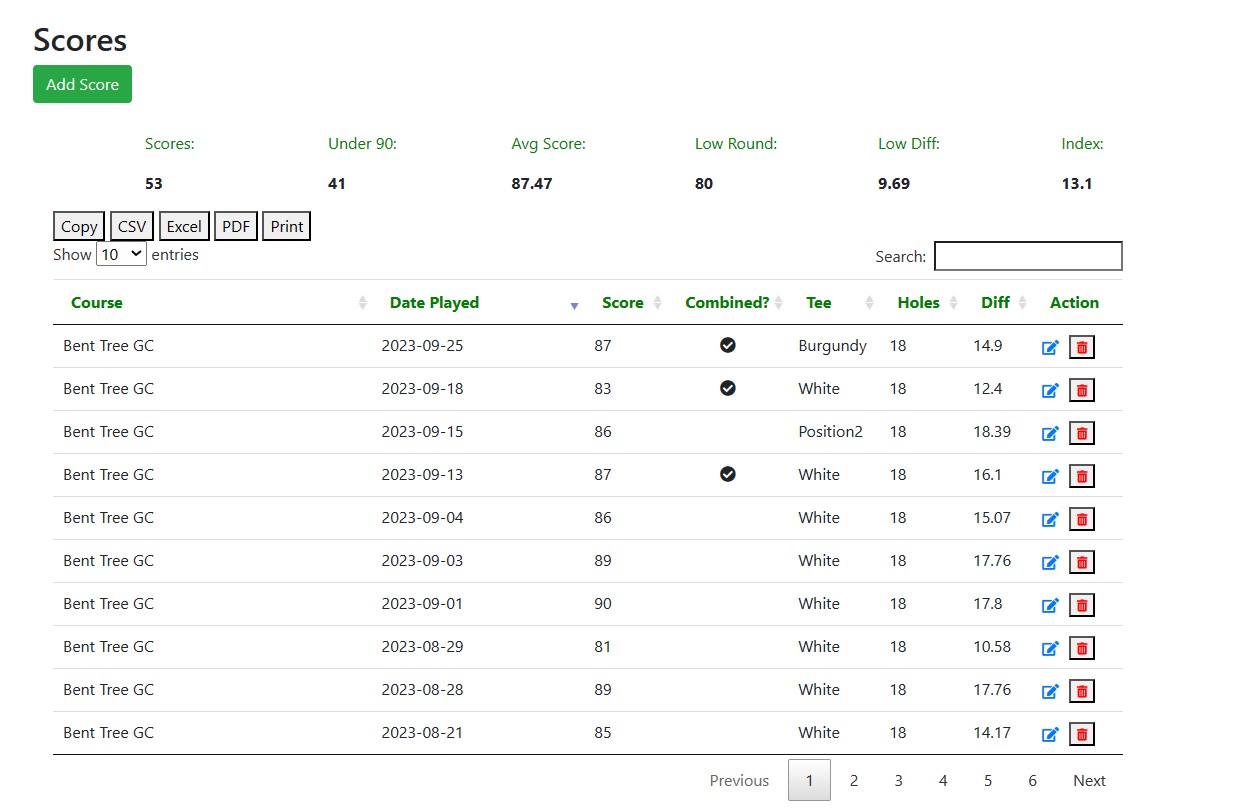 Scores
Add Score
Scores: Under 90: Avg Score: Low Round: Low Diff: Index:
53 41 87.47 80 9.69 13.1
Copy CSV Excel PDF Print
Show 10 entries Search:
Course Date Played Score Combined? Tee Holes Diff Action
Bent Tree GC 2023-09-25 87 Burgundy 18 14.9
Bent Tree GC 2023-09-18 83 White 18 12.4
Bent Tree GC 2023-09-15 86 Position2 18 18.39
Bent Tree GC 2023-09-13 87 White 18 16.1
Bent Tree GC 2023-09-04 86 White 18 15.07
Bent Tree GC 2023-09-03 89 White 18 17.76
Bent Tree GC 2023-09-01 90 White 18 17.8
Bent Tree GC 2023-08-29 81 White 18 10.58
Bent Tree GC 2023-08-28 89 White 18 17.76
Bent Tree GC 2023-08-21 85 White 18 14.17
Previous 1 2 3 4 5 6 Next